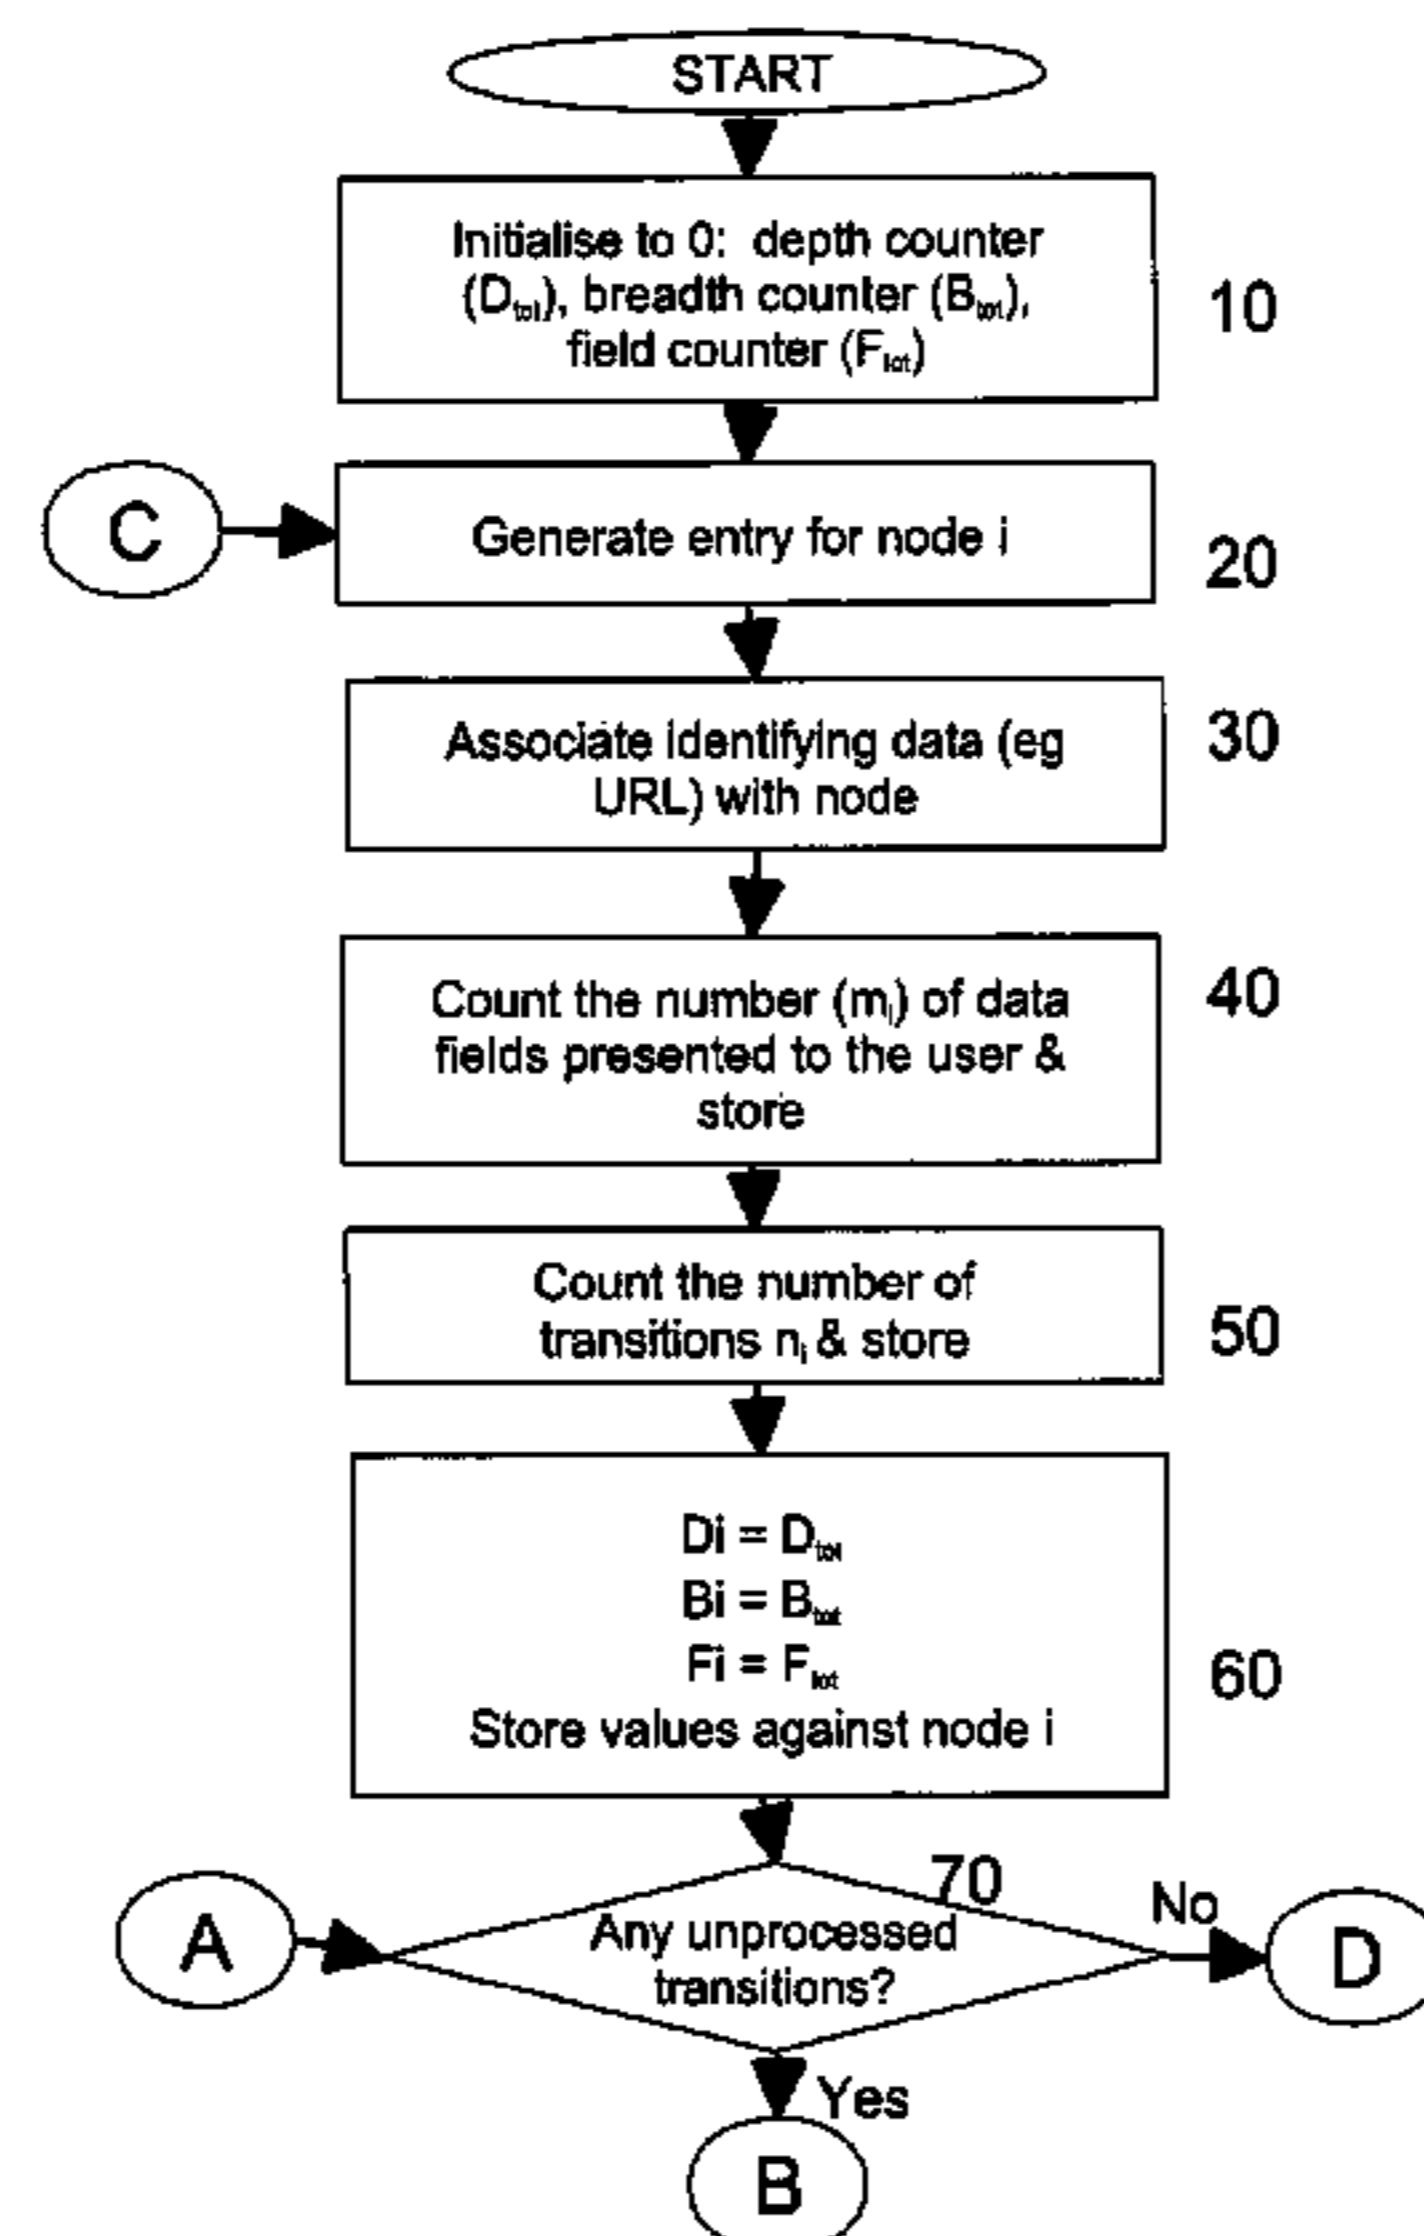 START
Initialise to 0: depth counter
(Dtot), breadth counter (Btot),
field counter (Ftot)
10
C
Generate entry for node i
20
Associate identifying data (eg
URL) with node
30
Count the number (mi) of data
fields presented to the user &
store
40
Count the number of
transitions ni & store
50
Di = Dtot
Bi = Btot
Fi = Ftot
Store values against node i
60
70
A
Any unprocessed
transitions?
No
D
Yes
B